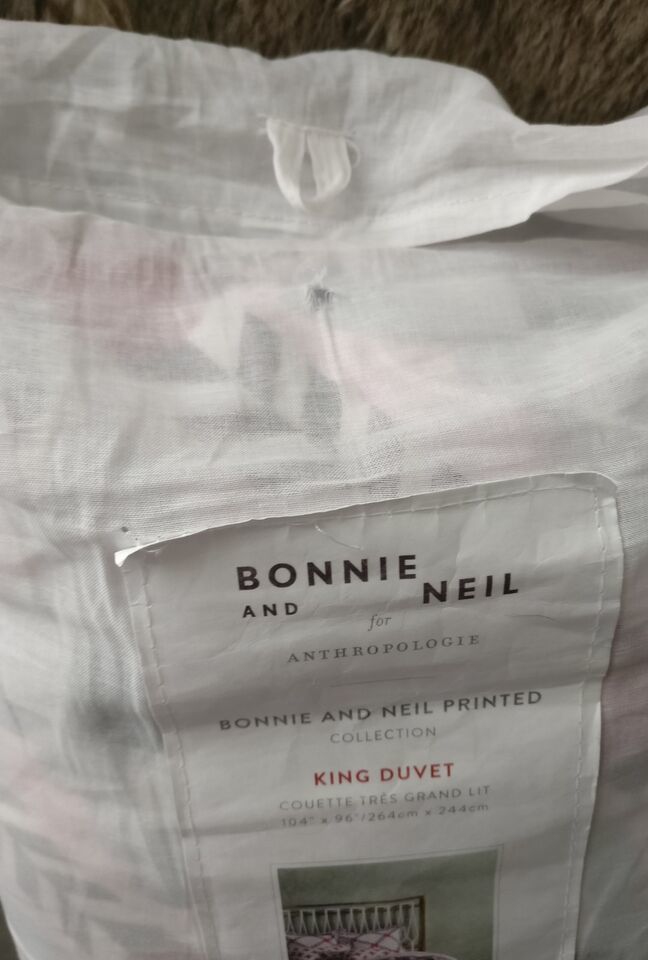 BONNIE
AND NEIL
for
ANTHROPOLOGIE
BONNIE AND NEIL PRINTED
COLLECTION
KING DUVET
COUETTE TRÈS GRAND LIT
104" x 96"/264cm x 244cm